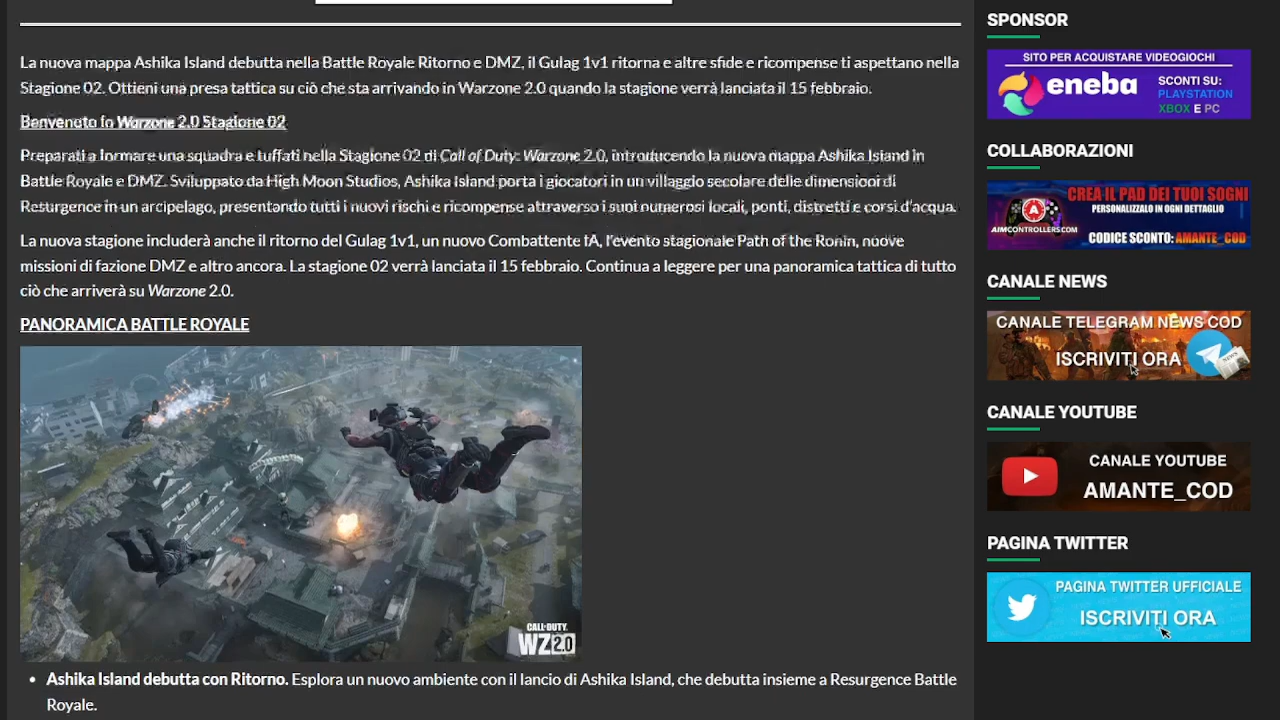 La nuova mappa Ashika Island debutta nella Battle Royale Ritorno e DMZ, il Gulag 1v1 ritorna e altre sfide e ricompense ti aspettano nella
Stagione 02. Ottieni una presa tattica su ciò che sta arrivando in Warzone 2.0 quando la stagione verrà lanciata il 15 febbraio.
Benvenuto in Warzone 2.0 Stagione 02
Preparati a formare una squadra e tuffati nella Stagione 02 di Call of Duty: Warzone 2.0, introducendo la nuova mappa Ashika Island in
Battle Royale e DMZ. Sviluppato da High Moon Studios, Ashika Island porta i giocatori in un villaggio secolare delle dimensioni di
Resurgence in un arcipelago, presentando tutti i nuovi rischi e ricompense attraverso i suoi numerosi locali, ponti, distretti e corsi d'acqua.
La nuova stagione includerà anche il ritorno del Gulag 1v1, un nuovo Combattente IA, l'evento stagionale Path of the Ronin, nuove
missioni di fazione DMZ e altro ancora. La stagione 02 verrà lanciata il 15 febbraio. Continua a leggere per una panoramica tattica di tutto
ciò che arriverà su Warzone 2.0.
PANORAMICA BATTLE ROYALE
CALL OF DUTY.
WZ 2.0
• Ashika Island debutta con Ritorno. Esplora un nuovo ambiente con il lancio di Ashika Island, che debutta insieme a Resurgence Battle
Royale.
SPONSOR
SITO PER ACQUISTARE VIDEOGIOCHI
eneba
SCONTI SU:
PLAYSTATION
XBOX E PC
COLLABORAZIONI
CREA IL PAD DEI TUOI SOGNI
PERSONALIZZALO IN OGNI DETTAGLIO
AIMCONTROLLERS.COM
CODICE SCONTO: AMANTE_COD
CANALE NEWS
CANALE TELEGRAM NEWS COD
ISCRIVITI ORA
NEWS
CANALE YOUTUBE
CANALE YOUTUBE
AMANTE_COD
PAGINA TWITTER
PAGINA TWITTER UFFICIALE
ISCRIVITI ORA